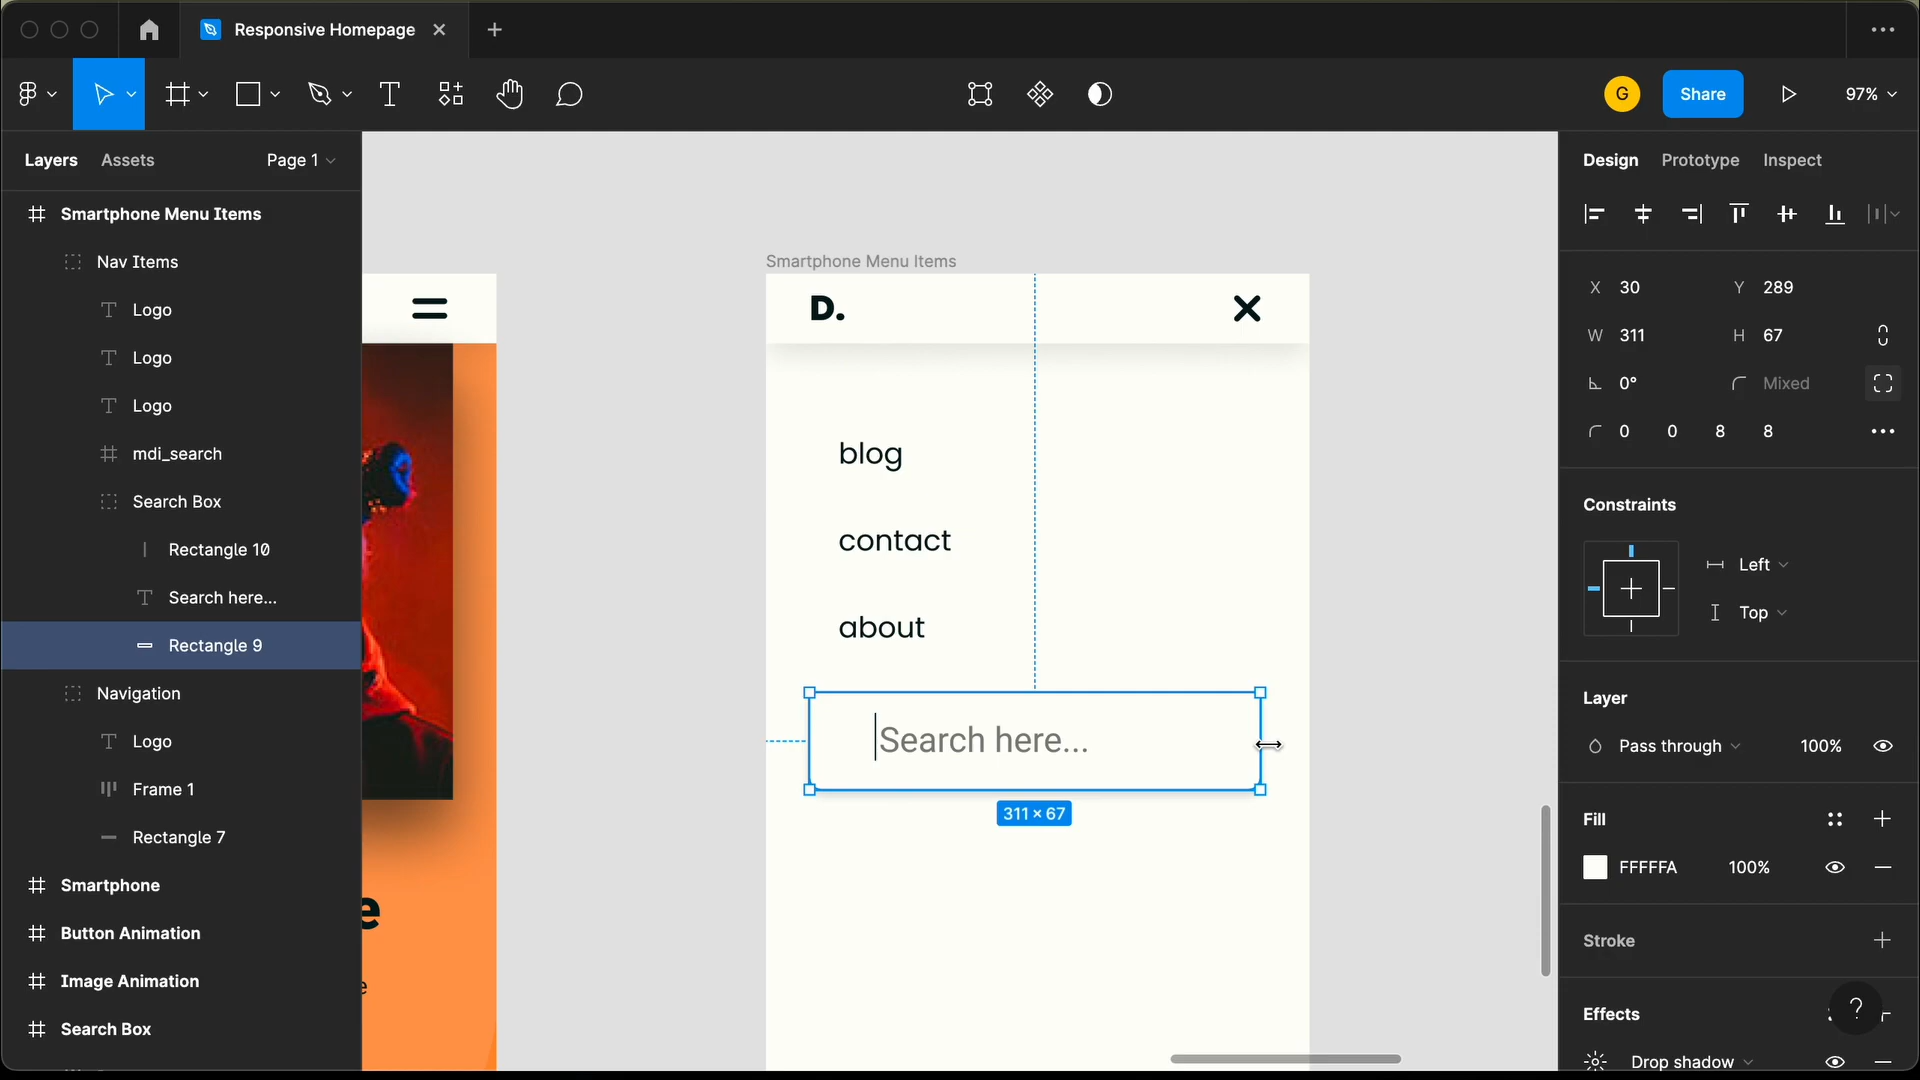 Responsive Homepage
G
Share
97%
Layers
Assets
Page 1
Design
Prototype
Inspect
Smartphone Menu Items
Nav Items
Logo
Logo
Logo
mdi_search
Search Box
Rectangle 10
Search here...
Rectangle 9
Navigation
Logo
Frame 1
Rectangle 7
Smartphone
Button Animation
Image Animation
Search Box
e
e
Smartphone Menu Items
D.
blog
contact
about
Search here...
311 × 67
X 30
Y 289
W 311
H 67
0°
Mixed
0 0 8 8
Constraints
Left
Top
Layer
Pass through 100%
Fill
FFFFFA 100%
Stroke
Effects
?
Drop shadow